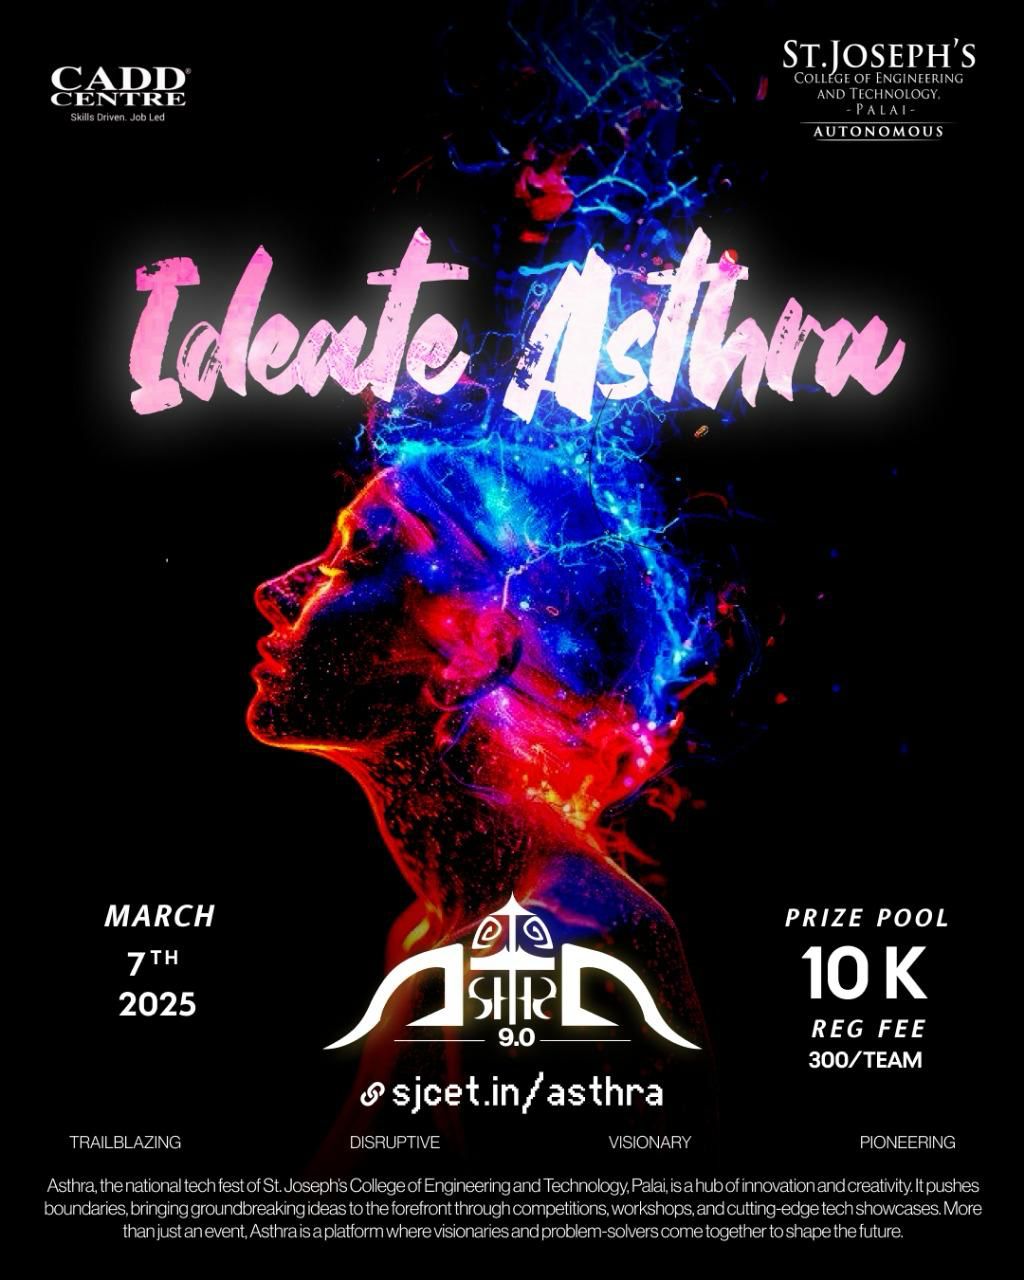 CADD
CENTRE
Skills Driven. Job Led
ST.JOSEPH'S
COLLEGE OF ENGINEERING
AND TECHNOLOGY,
-PALAI-
AUTONOMOUS
Ideate Asthra
MARCH
7TH
2025
PRIZE POOL
10 K
REG FEE
300/TEAM
ASTHRA
9.0
sjcet.in/asthra
TRAILBLAZING
DISRUPTIVE
VISIONARY
PIONEERING
Asthra, the national tech fest of St. Joseph's College of Engineering and Technology, Palai, is a hub of innovation and creativity. It pushes
boundaries, bringing groundbreaking ideas to the forefront through competitions, workshops, and cutting-edge tech showcases. More
than just an event, Asthra is a platform where visionaries and problem-solvers come together to shape the future.